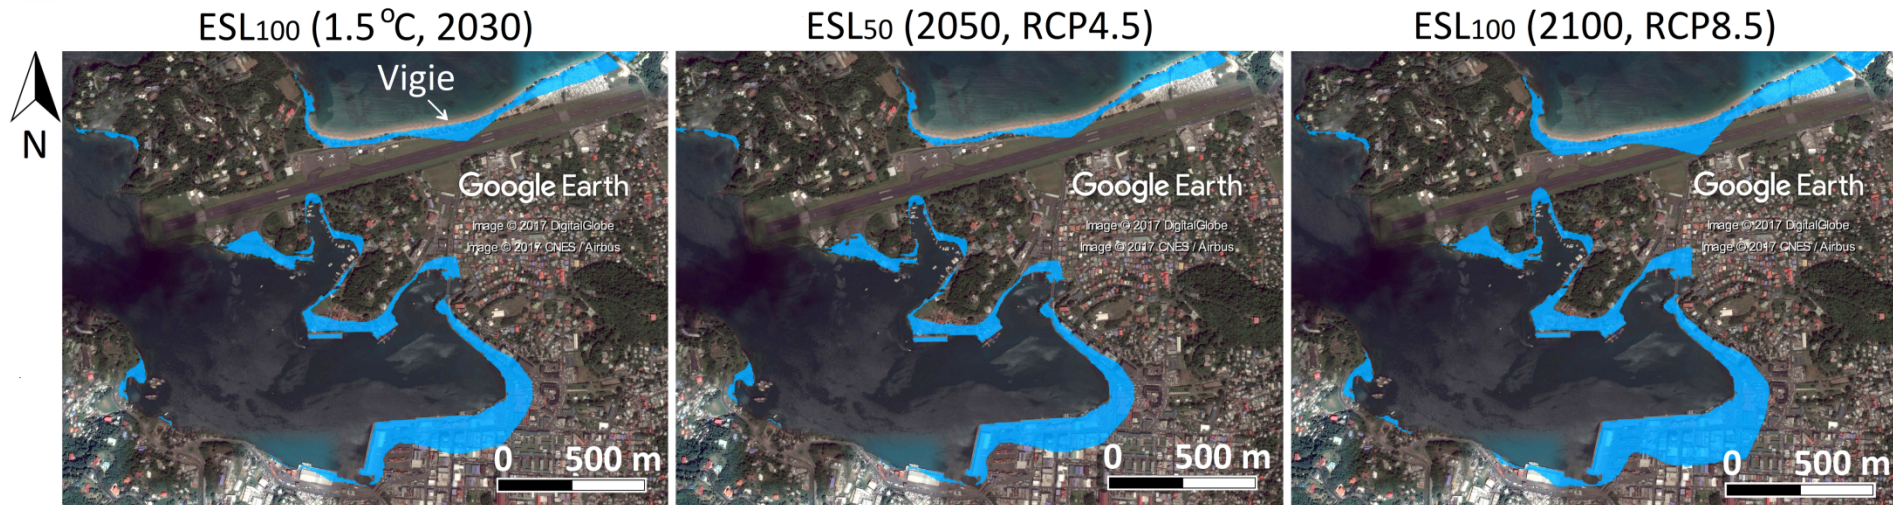 ESL100 (1.5°C, 2030)
N
Vigie
Google Earth
Image © 2017 DigitalGlobe
Image © 2017 CNES / Airbus
0 500 m
ESL50 (2050, RCP4.5)
Google Earth
Image © 2017 DigitalGlobe
Image © 2017 CNES / Airbus
0 500 m
ESL100 (2100, RCP8.5)
Google Earth
Image © 2017 DigitalGlobe
Image © 2017 CNES / Airbus
0 500 m